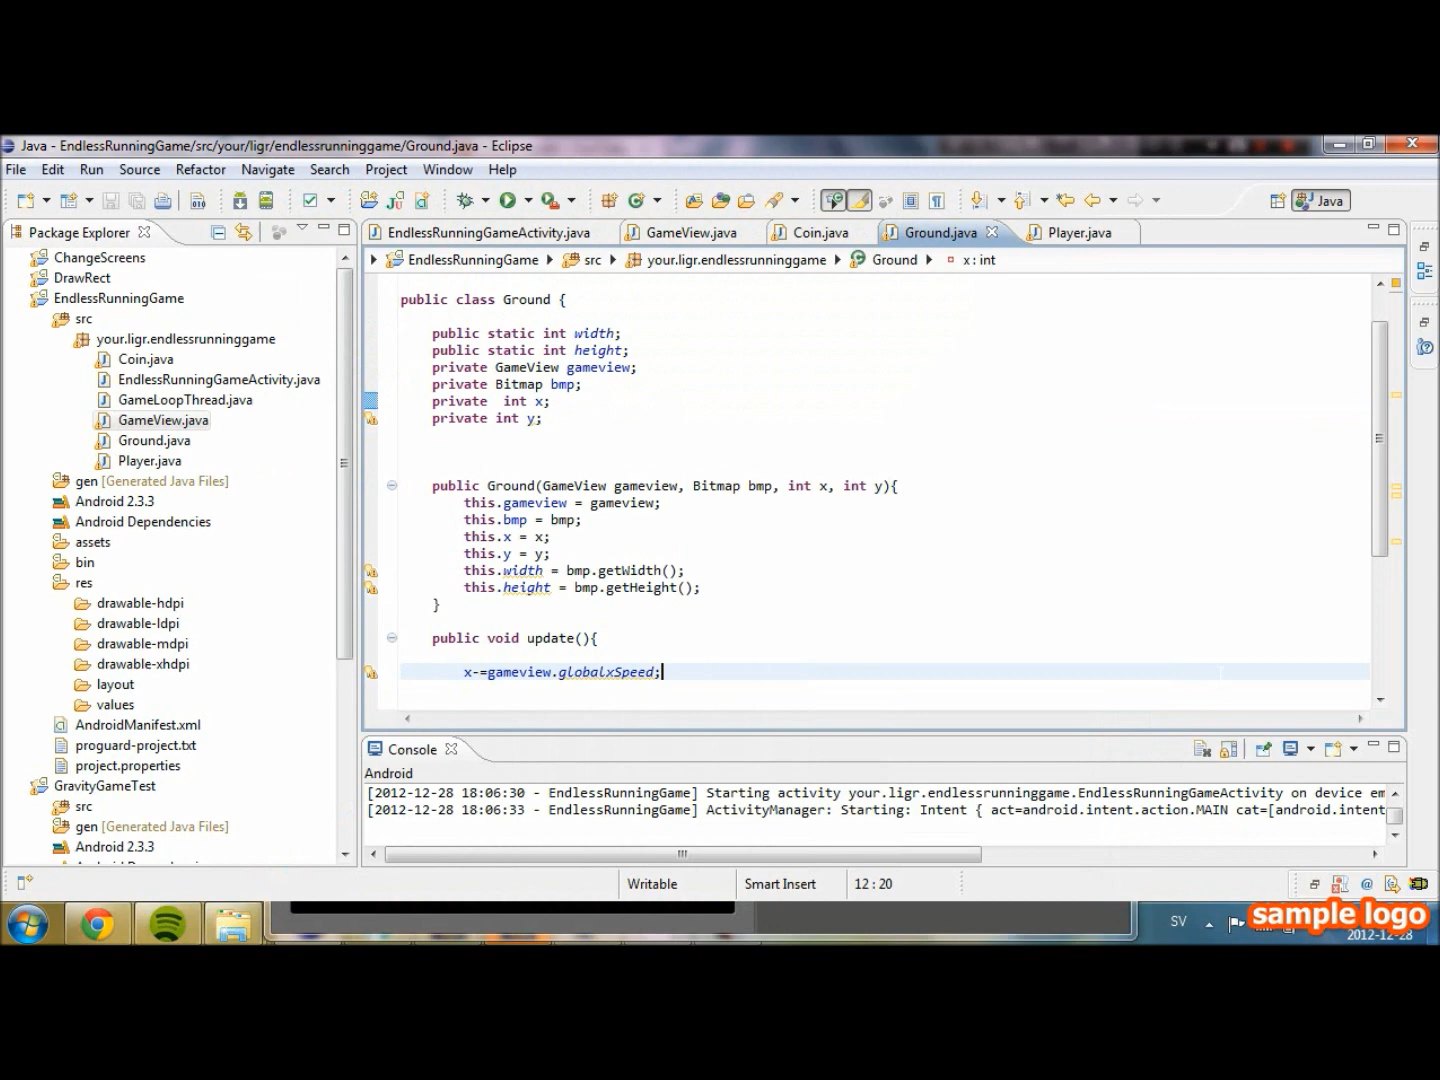 Java - EndlessRunningGame/src/your/ligr/endlessrunninggame/Ground.java - Eclipse
File Edit Run Source Refactor Navigate Search Project Window Help
Java
Package Explorer
EndlessRunningGameActivity.java GameView.java Coin.java Ground.java Player.java
EndlessRunningGame src your.ligr.endlessrunninggame Ground x : int
ChangeScreens
DrawRect
EndlessRunningGame
src
your.ligr.endlessrunninggame
Coin.java
EndlessRunningGameActivity.java
GameLoopThread.java
GameView.java
Ground.java
Player.java
gen [Generated Java Files]
Android 2.3.3
Android Dependencies
assets
bin
res
drawable-hdpi
drawable-ldpi
drawable-mdpi
drawable-xhdpi
layout
values
AndroidManifest.xml
proguard-project.txt
project.properties
GravityGameTest
src
gen [Generated Java Files]
Android 2.3.3
public class Ground {
public static int width;
public static int height;
private GameView gameview;
private Bitmap bmp;
private  int x;
private int y;
public Ground(GameView gameview, Bitmap bmp, int x, int y){
this.gameview = gameview;
this.bmp = bmp;
this.x = x;
this.y = y;
this.width = bmp.getWidth();
this.height = bmp.getHeight();
}
public void update(){
x-=gameview.globalxSpeed;
Console
Android
[2012-12-28 18:06:30 - EndlessRunningGame] Starting activity your.ligr.endlessrunninggame.EndlessRunningGameActivity on device em
[2012-12-28 18:06:33 - EndlessRunningGame] ActivityManager: Starting: Intent { act=android.intent.action.MAIN cat=[android.intent
Writable Smart Insert 12 : 20
SV
sample logo
2012-12-28